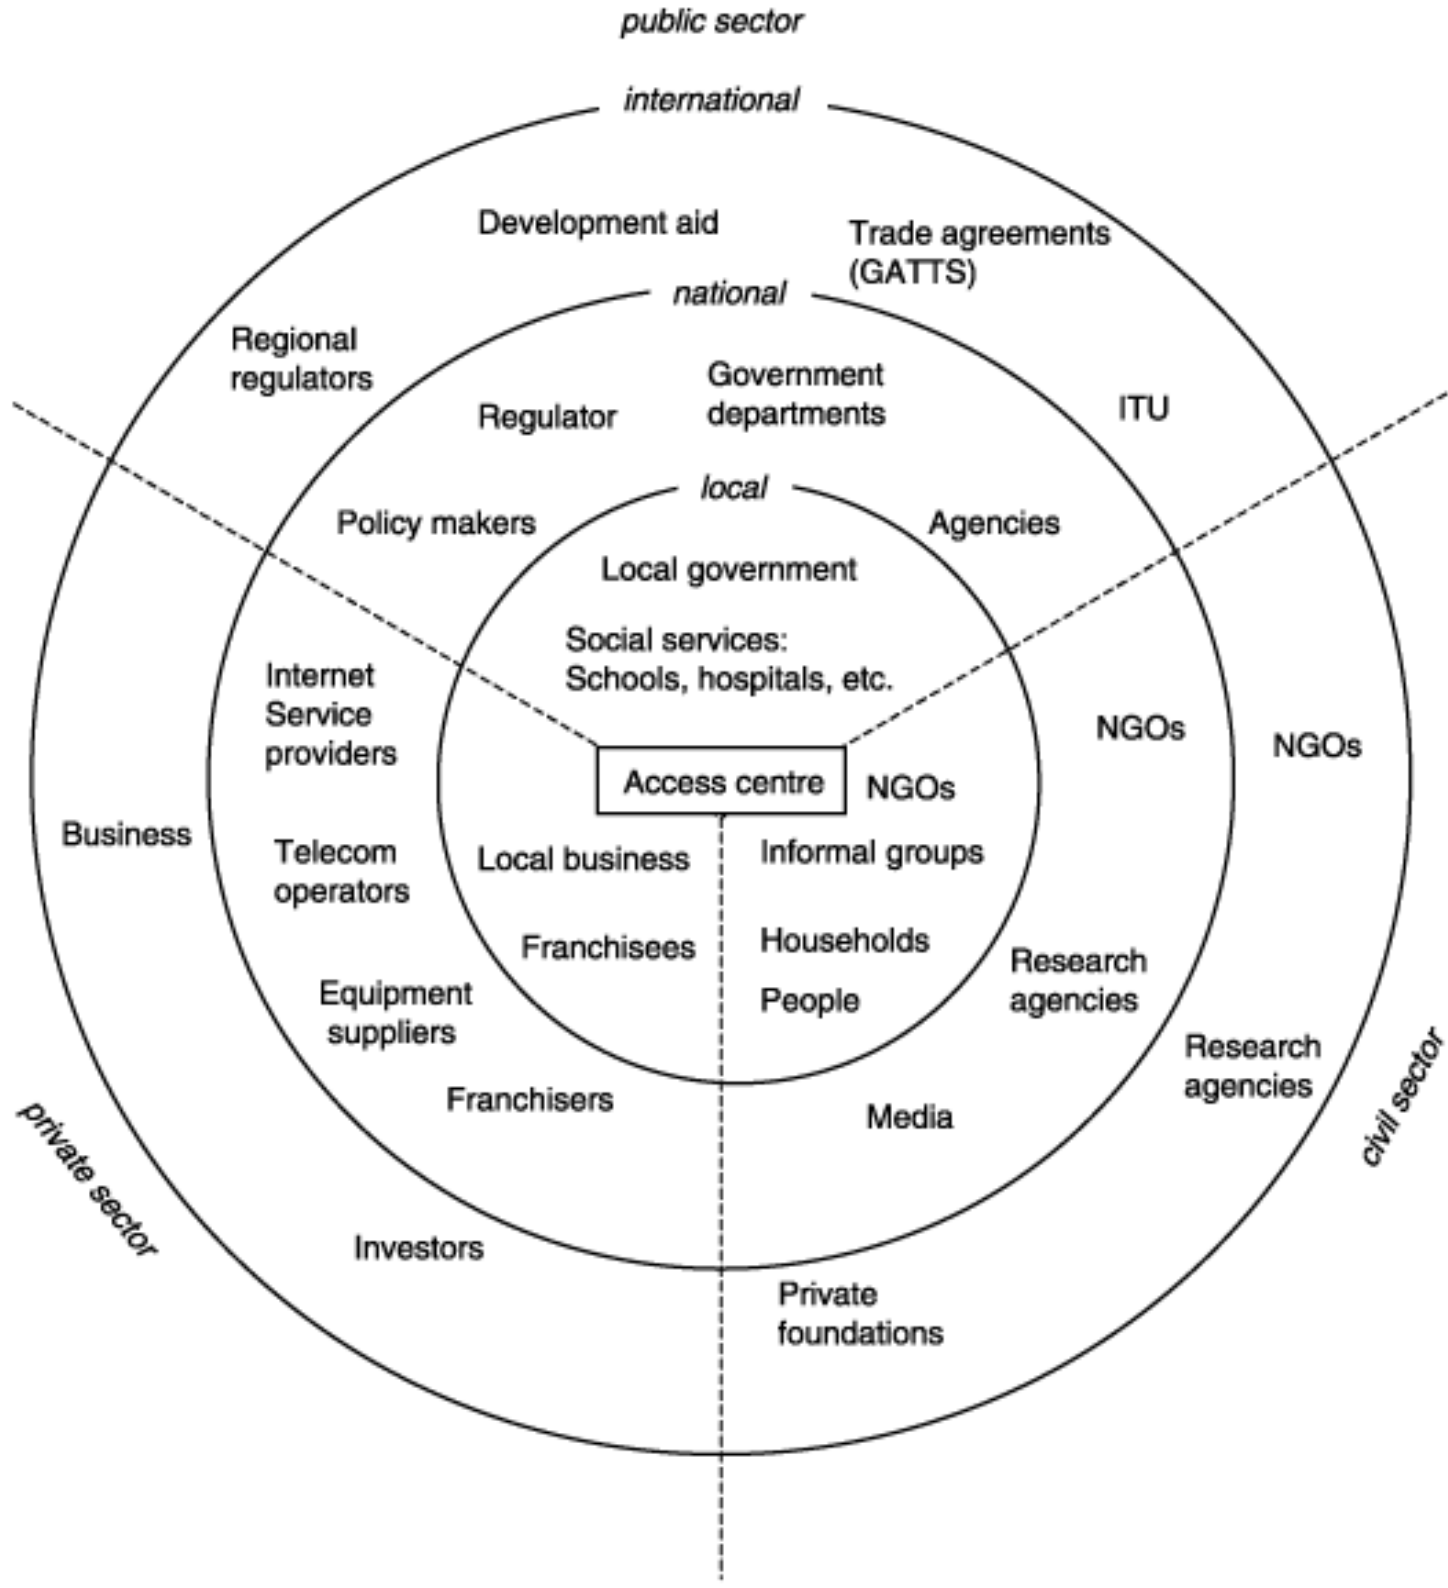 public sector
international
Development aid
Trade agreements
(GATTS)
national
Regional
regulators
Government
departments
Regulator
ITU
local
Policy makers
Agencies
Local government
Social services:
Schools, hospitals, etc.
Internet
Service
providers
NGOs
NGOs
Access centre
NGOs
Business
Telecom
operators
Local business
Informal groups
Franchisees
Households
People
Research
agencies
Equipment
suppliers
Research
agencies
Franchisers
Media
private sector
civil sector
Investors
Private
foundations